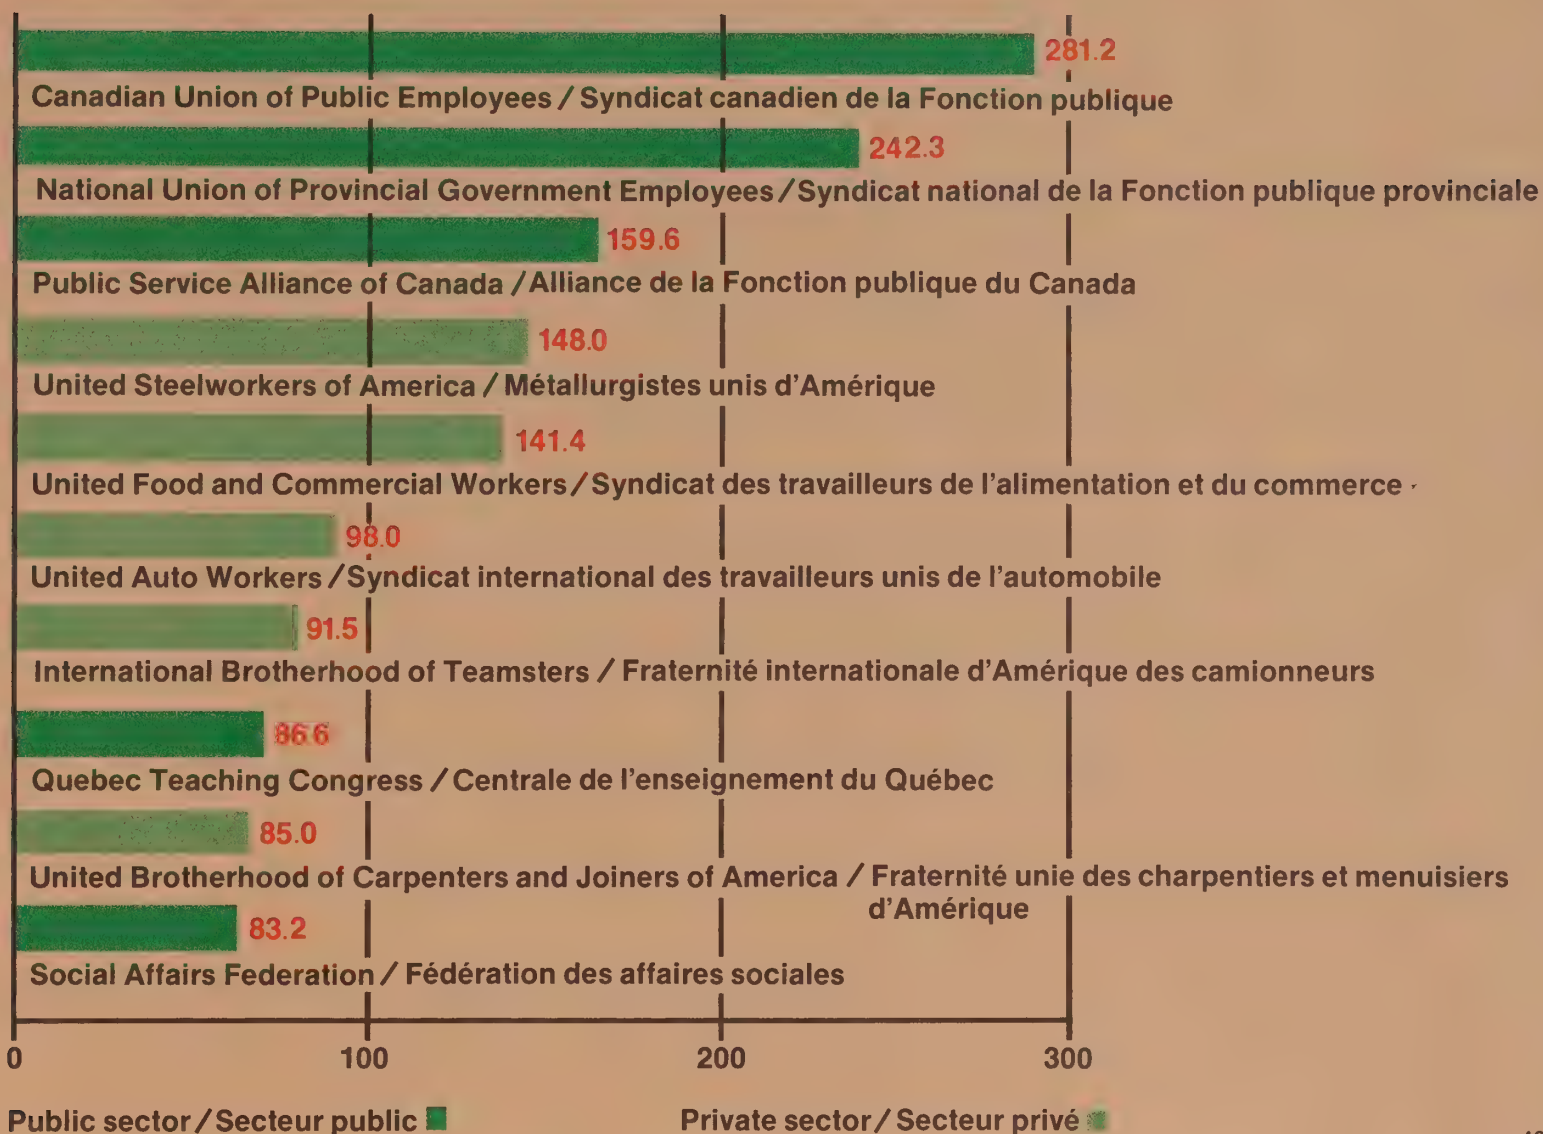 281.2
Canadian Union of Public Employees / Syndicat canadien de la Fonction publique
242.3
National Union of Provincial Government Employees / Syndicat national de la Fonction publique provinciale
159.6
Public Service Alliance of Canada / Alliance de la Fonction publique du Canada
148.0
United Steelworkers of America / Métallurgistes unis d'Amérique
141.4
United Food and Commercial Workers / Syndicat des travailleurs de l'alimentation et du commerce
98.0
United Auto Workers / Syndicat international des travailleurs unis de l'automobile
91.5
International Brotherhood of Teamsters / Fraternité internationale d'Amérique des camionneurs
86.6
Quebec Teaching Congress / Centrale de l'enseignement du Québec
85.0
United Brotherhood of Carpenters and Joiners of America / Fraternité unie des charpentiers et menuisiers
d'Amérique
83.2
Social Affairs Federation / Fédération des affaires sociales
0 100 200 300
Public sector / Secteur public Private sector / Secteur privé